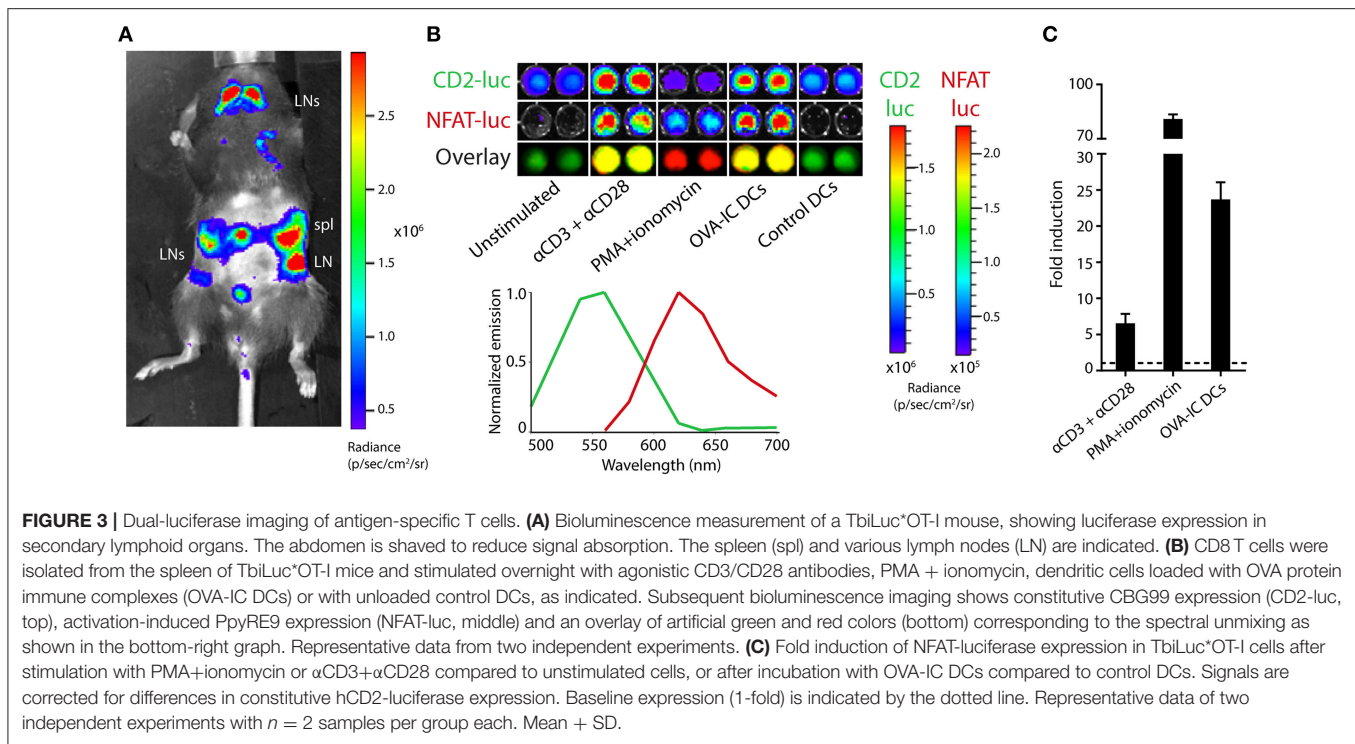 A
LNs
spl
LNs
LN
2.5
2.0
x10⁶
1.5
1.0
0.5
Radiance
(p/sec/cm²/sr)
B
CD2-luc
NFAT-luc
Overlay
Unstimulated
αCD3 + αCD28
PMA+ionomycin
OVA-IC DCs
Control DCs
CD2
luc
NFAT
luc
1.5
1.0
0.5
x10⁶
2.0
1.5
1.0
0.5
x10⁵
Radiance
(p/sec/cm²/sr)
Normalized emission
1.0
0.5
0
500
550
600
650
700
Wavelength (nm)
C
Fold induction
100
70
30
25
20
15
10
5
0
αCD3 + αCD28
PMA+ionomycin
OVA-IC DCs
FIGURE 3 | Dual-luciferase imaging of antigen-specific T cells. (A) Bioluminescence measurement of a TbiLuc*OT-I mouse, showing luciferase expression in
secondary lymphoid organs. The abdomen is shaved to reduce signal absorption. The spleen (spl) and various lymph nodes (LN) are indicated. (B) CD8 T cells were
isolated from the spleen of TbiLuc*OT-I mice and stimulated overnight with agonistic CD3/CD28 antibodies, PMA + ionomycin, dendritic cells loaded with OVA protein
immune complexes (OVA-IC DCs) or with unloaded control DCs, as indicated. Subsequent bioluminescence imaging shows constitutive CBG99 expression (CD2-luc,
top), activation-induced PpyRE9 expression (NFAT-luc, middle) and an overlay of artificial green and red colors (bottom) corresponding to the spectral unmixing as
shown in the bottom-right graph. Representative data from two independent experiments. (C) Fold induction of NFAT-luciferase expression in TbiLuc*OT-I cells after
stimulation with PMA+ionomycin or αCD3+αCD28 compared to unstimulated cells, or after incubation with OVA-IC DCs compared to control DCs. Signals are
corrected for differences in constitutive hCD2-luciferase expression. Baseline expression (1-fold) is indicated by the dotted line. Representative data of two
independent experiments with n = 2 samples per group each. Mean + SD.